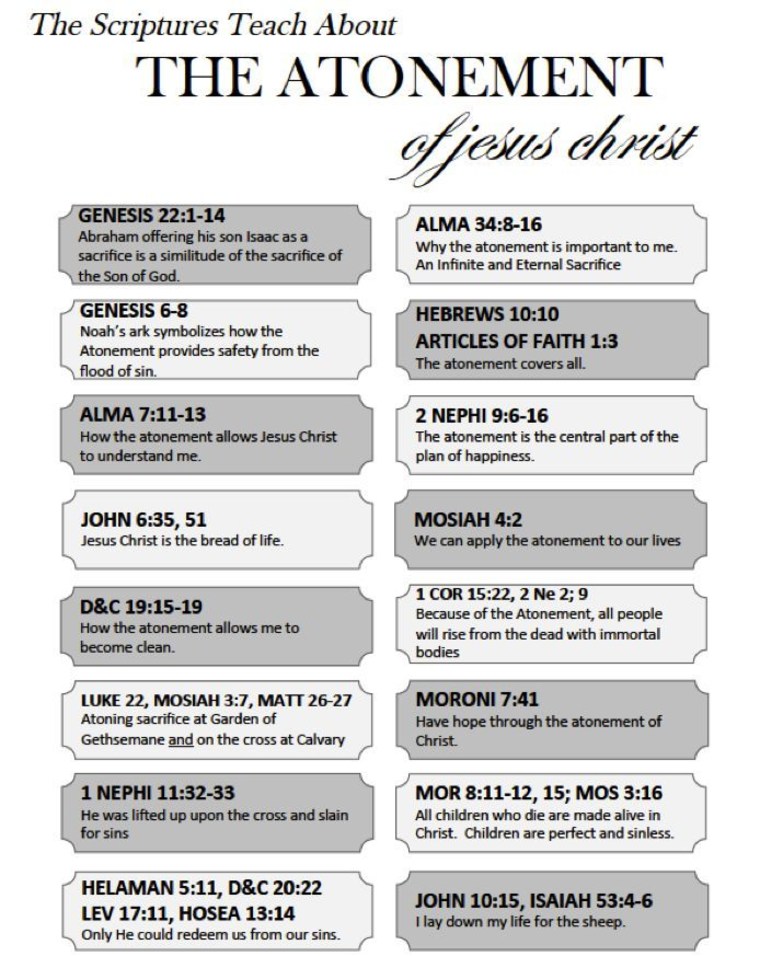 The Scriptures Teach About
THE ATONEMENT
of jesus christ
GENESIS 22:1-14
Abraham offering his son Isaac as a
sacrifice is a similitude of the sacrifice of
the Son of God.
GENESIS 6-8
Noah's ark symbolizes how the
Atonement provides safety from the
flood of sin.
ALMA 7:11-13
How the atonement allows Jesus Christ
to understand me.
JOHN 6:35, 51
Jesus Christ is the bread of life.
D&C 19:15-19
How the atonement allows me to
become clean.
LUKE 22, MOSIAH 3:7, MATT 26-27
Atoning sacrifice at Garden of
Gethsemane and on the cross at Calvary
1 NEPHI 11:32-33
He was lifted up upon the cross and slain
for sins
HELAMAN 5:11, D&C 20:22
LEV 17:11, HOSEA 13:14
Only He could redeem us from our sins.
ALMA 34:8-16
Why the atonement is important to me.
An Infinite and Eternal Sacrifice
HEBREWS 10:10
ARTICLES OF FAITH 1:3
The atonement covers all.
2 NEPHI 9:6-16
The atonement is the central part of the
plan of happiness.
MOSIAH 4:2
We can apply the atonement to our lives
1 COR 15:22, 2 Ne 2; 9
Because of the Atonement, all people
will rise from the dead with immortal
bodies
MORONI 7:41
Have hope through the atonement of
Christ.
MOR 8:11-12, 15; MOS 3:16
All children who die are made alive in
Christ.  Children are perfect and sinless.
JOHN 10:15, ISAIAH 53:4-6
I lay down my life for the sheep.